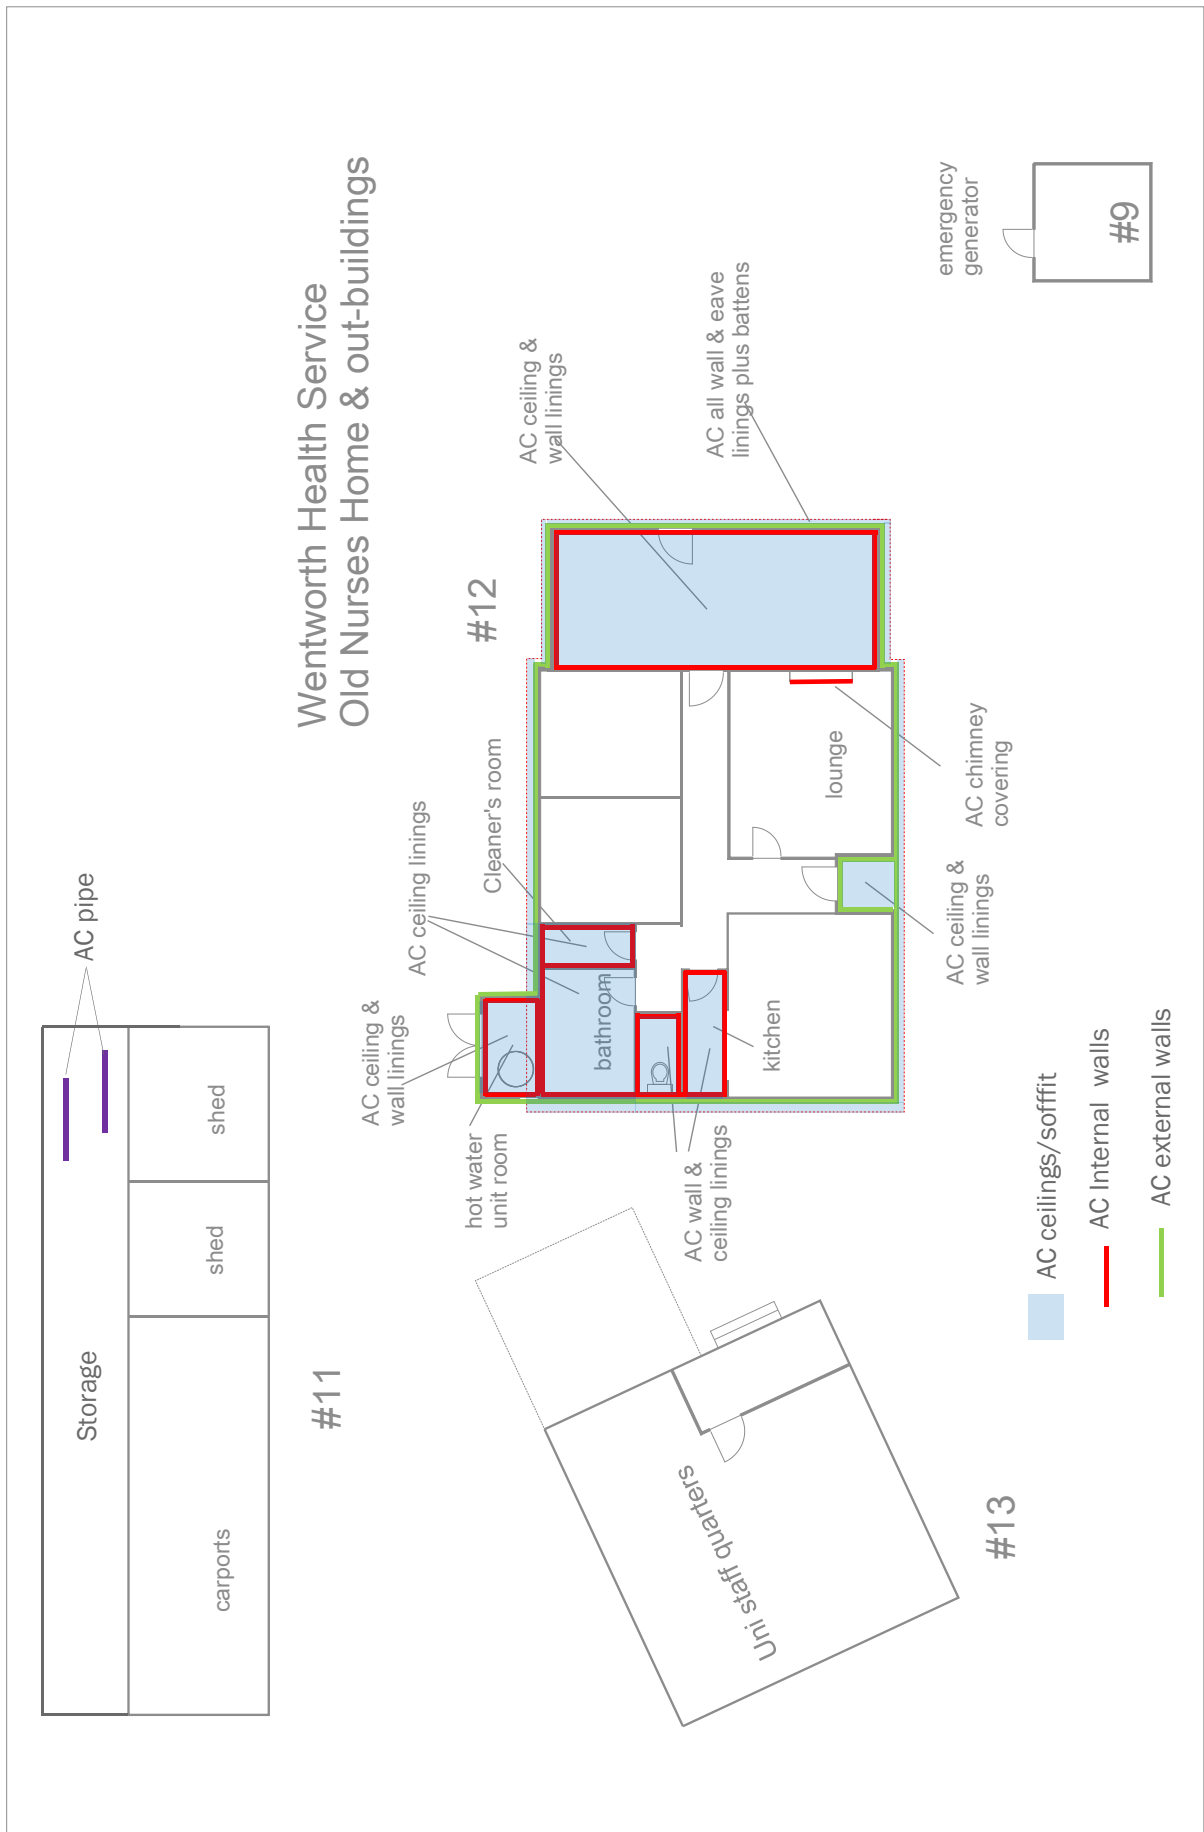 Wentworth Health Service
Old Nurses Home & out-buildings
AC pipe
Storage
shed
shed
carports
#11
#12
AC ceiling linings
Cleaner's room
AC ceiling &
wall linings
hot water
unit room
bathroom
AC ceiling &
wall linings
AC all wall & eave
linings plus battens
emergency
generator
#9
lounge
AC chimney
covering
kitchen
AC ceiling &
wall linings
AC wall &
ceiling linings
Uni staff quarters
#13
AC ceilings/sofffit
AC Internal walls
AC external walls